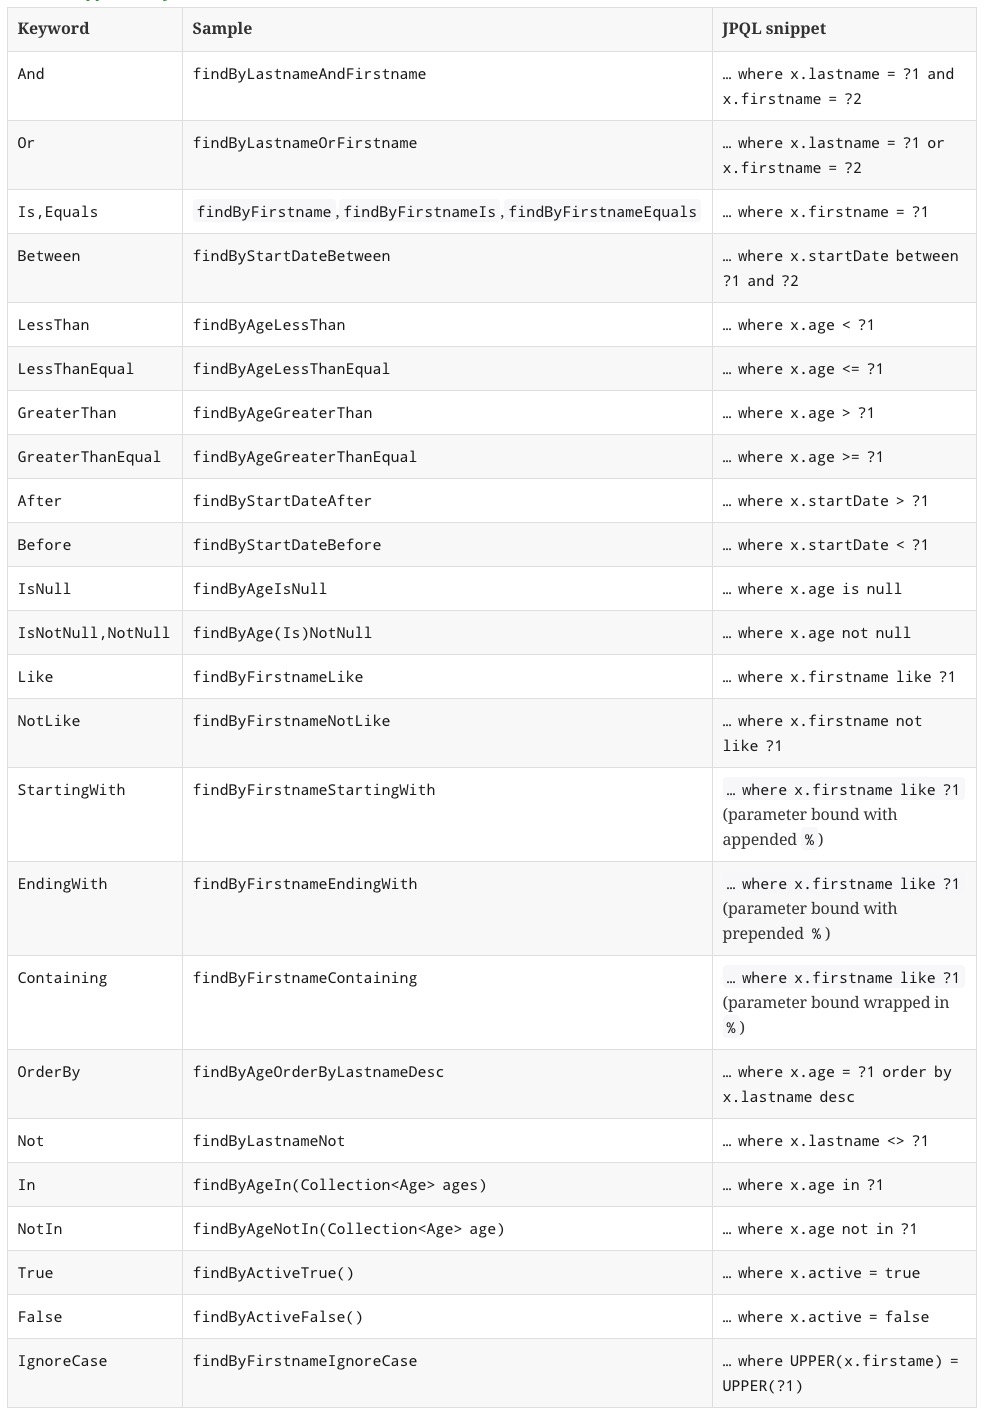 Keyword Sample JPQL snippet
And findByLastnameAndFirstname … where x.lastname = ?1 and
x.firstname = ?2
Or findByLastnameOrFirstname … where x.lastname = ?1 or
x.firstname = ?2
Is,Equals findByFirstname,findByFirstnameIs,findByFirstnameEquals … where x.firstname = ?1
Between findByStartDateBetween … where x.startDate between
?1 and ?2
LessThan findByAgeLessThan … where x.age < ?1
LessThanEqual findByAgeLessThanEqual … where x.age <= ?1
GreaterThan findByAgeGreaterThan … where x.age > ?1
GreaterThanEqual findByAgeGreaterThanEqual … where x.age >= ?1
After findByStartDateAfter … where x.startDate > ?1
Before findByStartDateBefore … where x.startDate < ?1
IsNull findByAgeIsNull … where x.age is null
IsNotNull,NotNull findByAge(Is)NotNull … where x.age not null
Like findByFirstnameLike … where x.firstname like ?1
NotLike findByFirstnameNotLike … where x.firstname not
like ?1
StartingWith findByFirstnameStartingWith … where x.firstname like ?1
(parameter bound with
appended %)
EndingWith findByFirstnameEndingWith … where x.firstname like ?1
(parameter bound with
prepended %)
Containing findByFirstnameContaining … where x.firstname like ?1
(parameter bound wrapped in
%)
OrderBy findByAgeOrderByLastnameDesc … where x.age = ?1 order by
x.lastname desc
Not findByLastnameNot … where x.lastname <> ?1
In findByAgeIn(Collection<Age> ages) … where x.age in ?1
NotIn findByAgeNotIn(Collection<Age> age) … where x.age not in ?1
True findByActiveTrue() … where x.active = true
False findByActiveFalse() … where x.active = false
IgnoreCase findByFirstnameIgnoreCase … where UPPER(x.firstame) =
UPPER(?1)